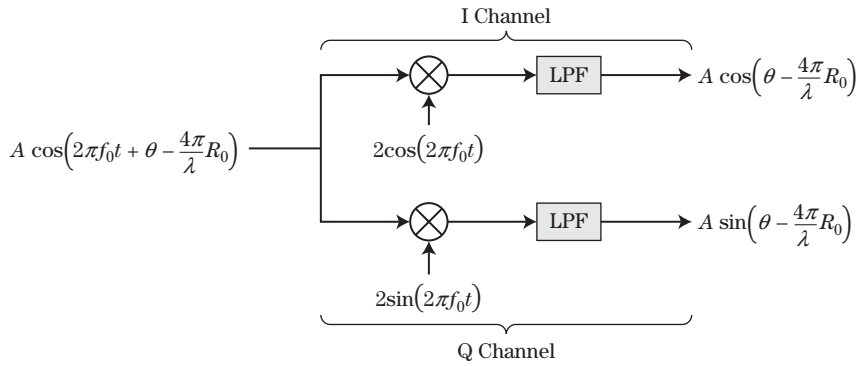 I Channel
LPF
A cos(θ − 4π/λ R₀)
2cos(2πf₀t)
A cos(2πf₀t + θ − 4π/λ R₀)
LPF
A sin(θ − 4π/λ R₀)
2sin(2πf₀t)
Q Channel